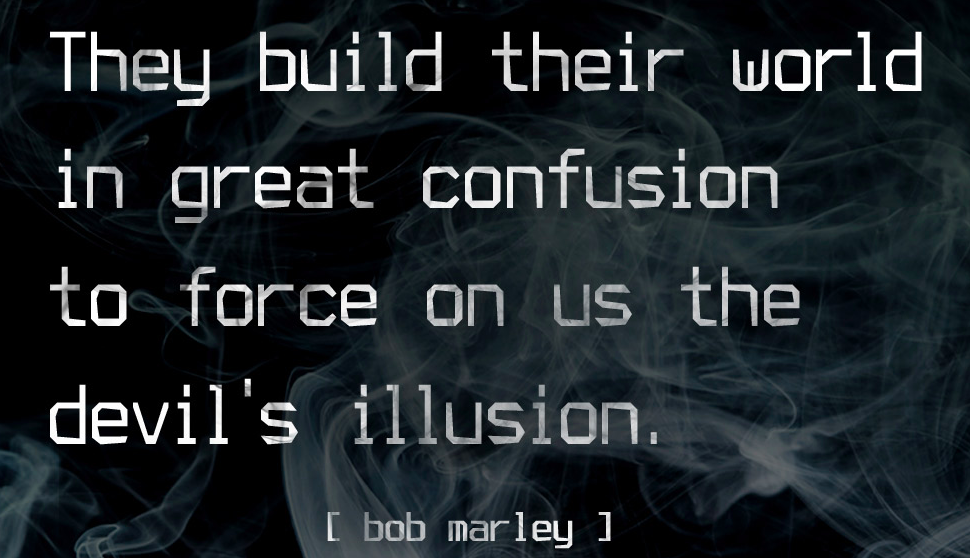 They build their world
in great confusion
to force on us the
devil's illusion.
[ bob marley ]